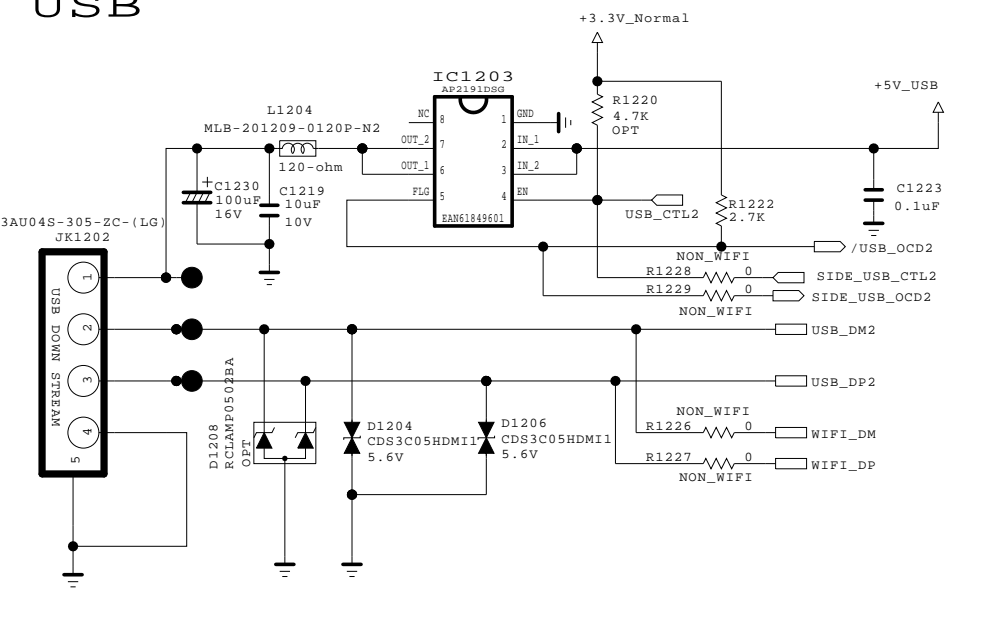 USB
+3.3V_Normal
IC1203
AP2191DSG
+5V_USB
R1220
4.7K
OPT
L1204
MLB-201209-0120P-N2
120-ohm
NC
8
1
GND
OUT_2
7
2
IN_1
OUT_1
6
3
IN_2
FLG
5
4
EN
EAN61849601
C1230
100uF
16V
+
C1219
10uF
10V
C1223
0.1uF
USB_CTL2
R1222
2.7K
/USB_OCD2
3AU04S-305-ZC-(LG)
JK1202
NON_WIFI
R1228
0
SIDE_USB_CTL2
R1229
0
SIDE_USB_OCD2
NON_WIFI
1
2
3
4
5
USB DOWN STREAM
USB_DM2
USB_DP2
D1208
RCLAMP0502BA
OPT
D1204
CDS3C05HDMI1
5.6V
D1206
CDS3C05HDMI1
5.6V
NON_WIFI
R1226
0
WIFI_DM
R1227
0
WIFI_DP
NON_WIFI